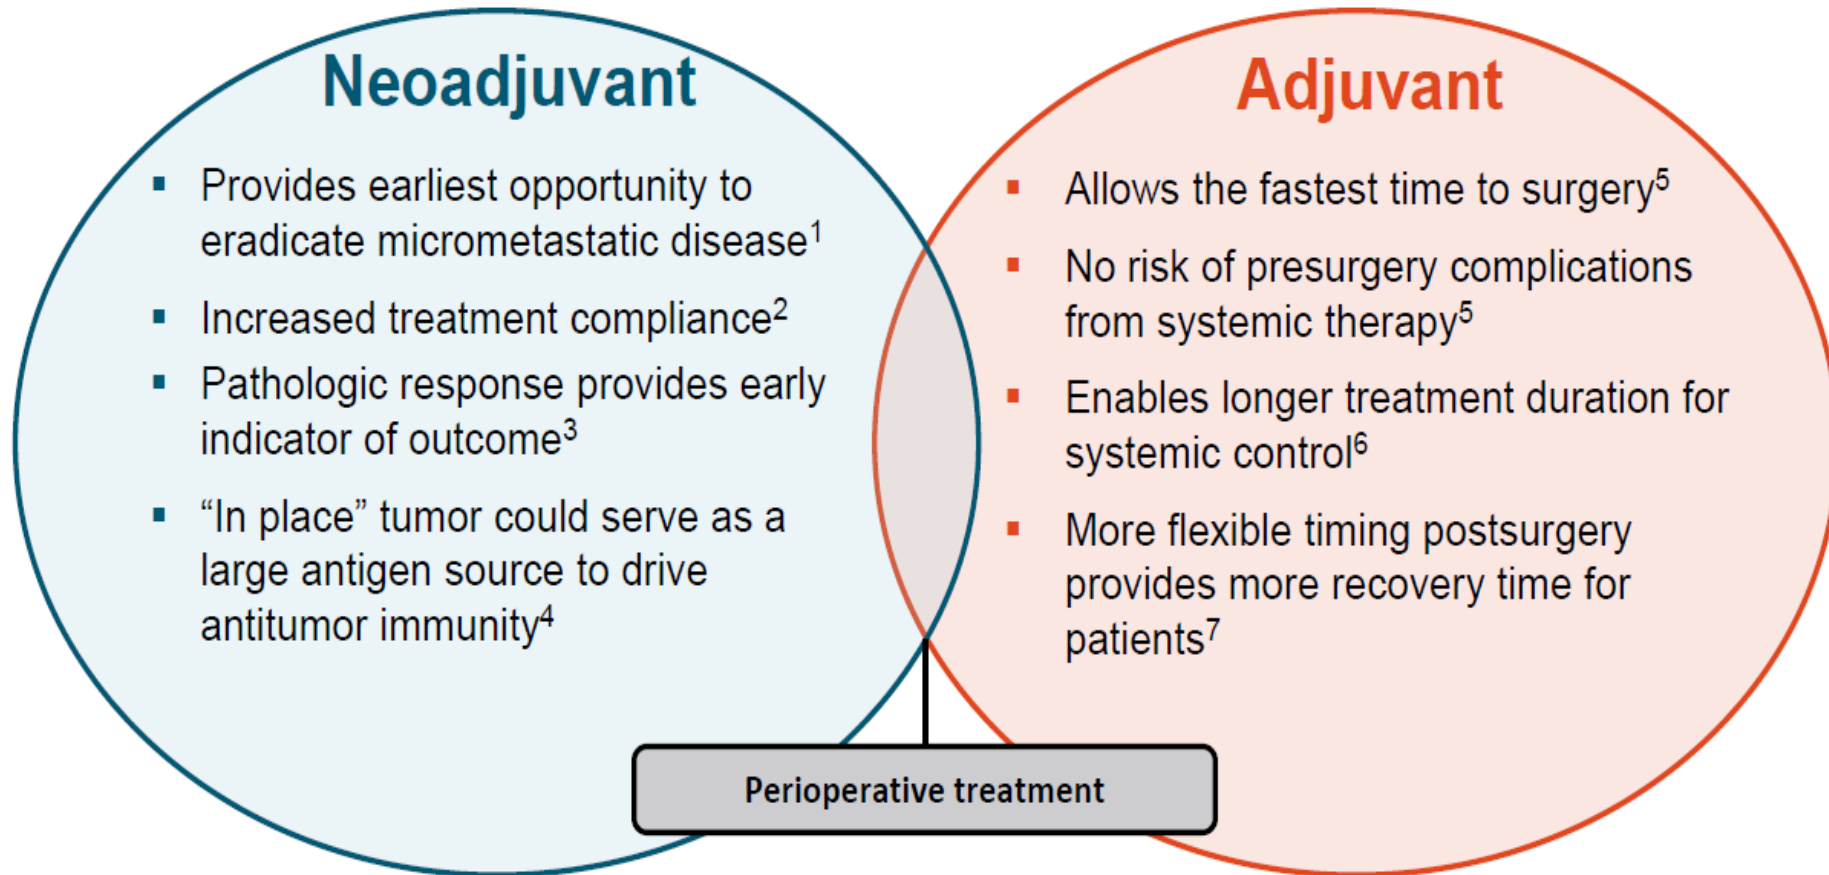 Neoadjuvant
▪ Provides earliest opportunity to
eradicate micrometastatic disease¹
▪ Increased treatment compliance²
▪ Pathologic response provides early
indicator of outcome³
▪ “In place” tumor could serve as a
large antigen source to drive
antitumor immunity⁴
Adjuvant
▪ Allows the fastest time to surgery⁵
▪ No risk of presurgery complications
from systemic therapy⁵
▪ Enables longer treatment duration for
systemic control⁶
▪ More flexible timing postsurgery
provides more recovery time for
patients⁷
Perioperative treatment